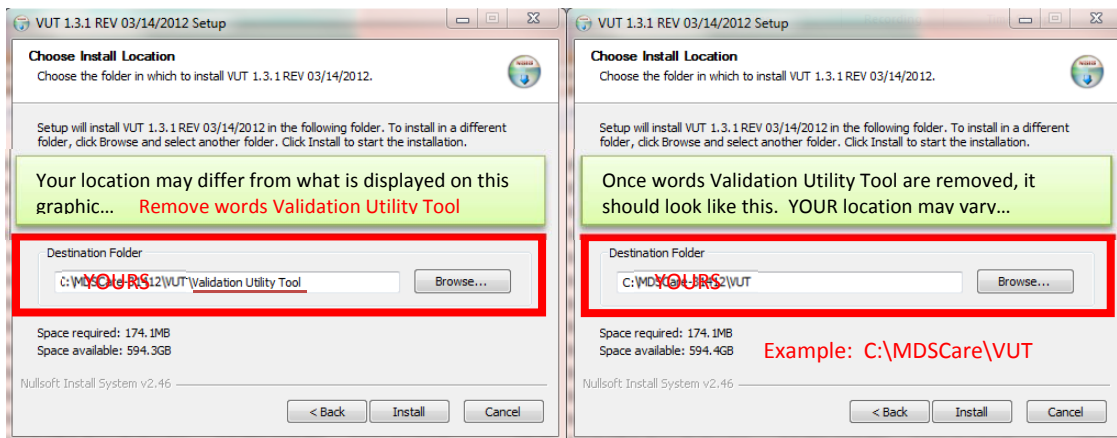 VUT 1.3.1 REV 03/14/2012 Setup
Choose Install Location
Choose the folder in which to install VUT 1.3.1 REV 03/14/2012.
Setup will install VUT 1.3.1 REV 03/14/2012 in the following folder. To install in a different
folder, click Browse and select another folder. Click Install to start the installation.
Your location may differ from what is displayed on this
graphic... Remove words Validation Utility Tool
Destination Folder
YOURS
\VUT\Validation Utility Tool
Browse...
Space required: 174.1MB
Space available: 594.3GB
Nullsoft Install System v2.46
< Back Install Cancel
VUT 1.3.1 REV 03/14/2012 Setup
Choose Install Location
Choose the folder in which to install VUT 1.3.1 REV 03/14/2012.
Setup will install VUT 1.3.1 REV 03/14/2012 in the following folder. To install in a different
folder, click Browse and select another folder. Click Install to start the installation.
Once words Validation Utility Tool are removed, it
should look like this. YOUR location may vary...
Destination Folder
YOURS
\VUT
Browse...
Space required: 174.1MB
Space available: 594.4GB
Example: C:\MDSCare\VUT
Nullsoft Install System v2.46
< Back Install Cancel